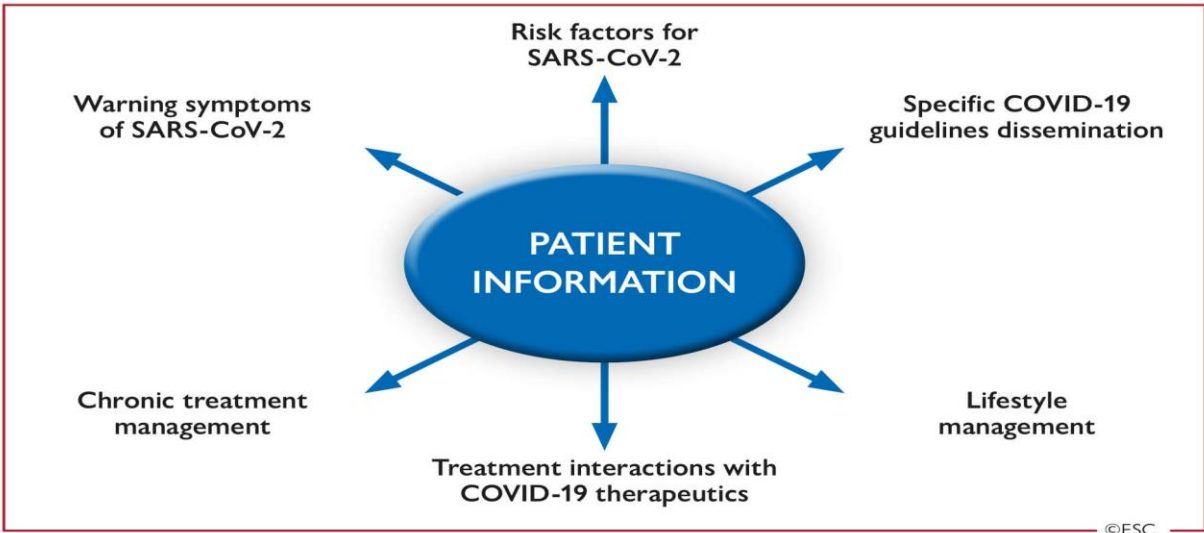 Risk factors for
SARS-CoV-2
Warning symptoms
of SARS-CoV-2
Specific COVID-19
guidelines dissemination
PATIENT
INFORMATION
Chronic treatment
management
Lifestyle
management
Treatment interactions with
COVID-19 therapeutics
©ESC